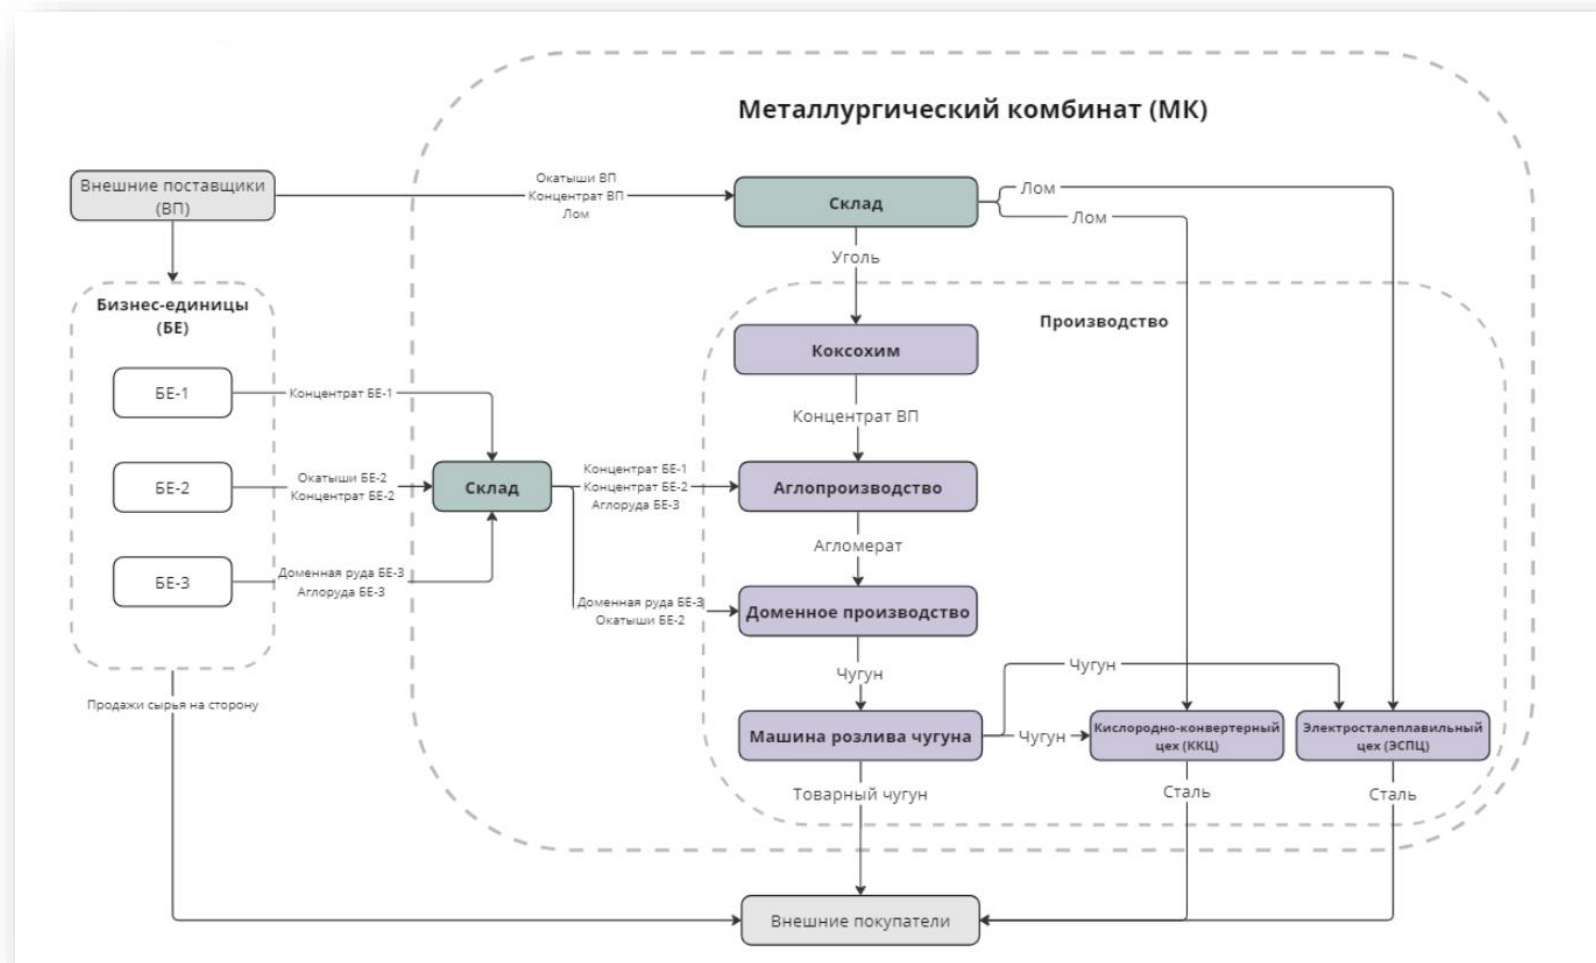 Металлургический комбинат (МК)
Внешние поставщики
(ВП)
Окатыши ВП
Концентрат ВП
Лом
Склад
Лом
Лом
Уголь
Бизнес-единицы
(БЕ)
Производство
Коксохим
БЕ-1
Концентрат БЕ-1
Концентрат ВП
БЕ-2
Окатыши БЕ-2
Концентрат БЕ-2
Склад
Концентрат БЕ-1
Концентрат БЕ-2
Аглоруда БЕ-3
Аглопроизводство
Агломерат
БЕ-3
Доменная руда БЕ-3
Аглоруда БЕ-3
Доменная руда БЕ-3
Окатыши БЕ-2
Доменное производство
Чугун
Чугун
Продажи сырья на сторону
Машина розлива чугуна
Чугун
Кислородно-конвертерный
цех (ККЦ)
Электросталеплавильный
цех (ЭСПЦ)
Товарный чугун
Сталь
Сталь
Внешние покупатели